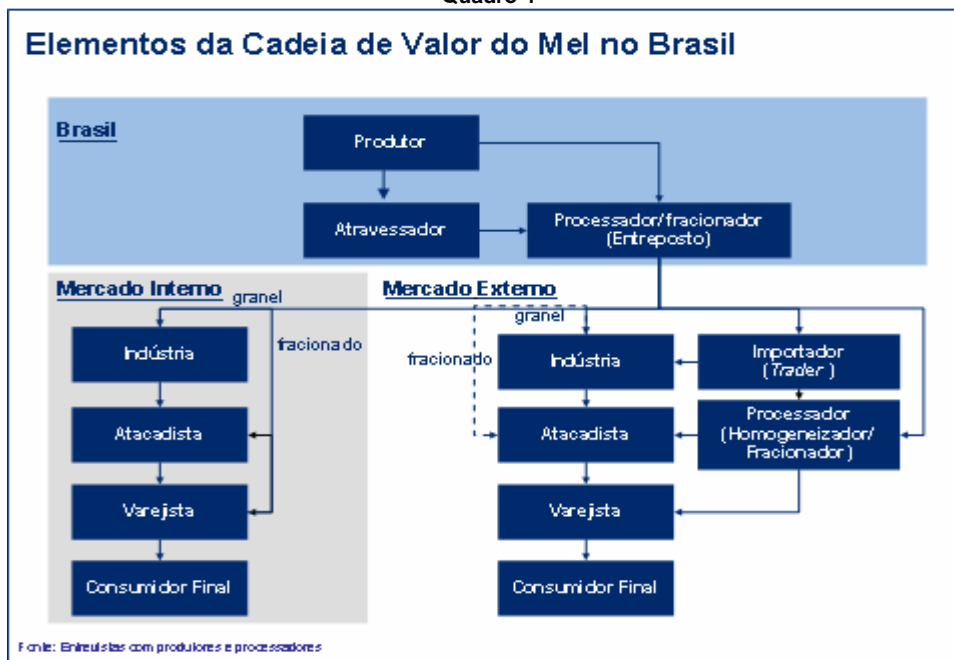 Quadro 1
Elementos da Cadeia de Valor do Mel no Brasil
Brasil
Produtor
Atravessador
Processador/fracionador
(Entreposto)
Mercado Interno
granel
fracionado
Indústria
Atacadista
Varejista
Consumidor Final
Mercado Externo
granel
fracionado
Indústria
Atacadista
Varejista
Consumidor Final
Importador
(Trader)
Processador
(Homogeneizador/
Fracionador)
Fonte: Entrevistas com produtores e processadores